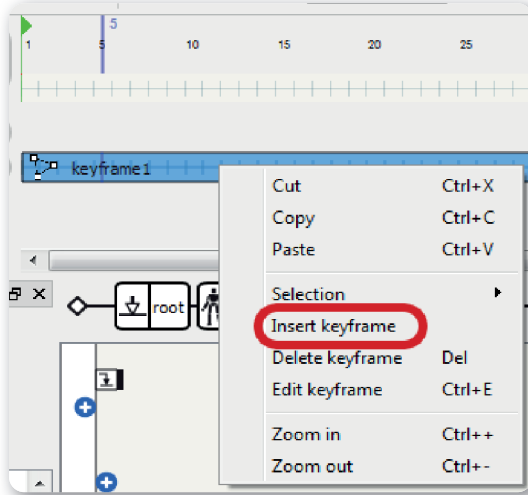 5
1 5 10 15 20 25
keyframe1
Cut Ctrl+X
Copy Ctrl+C
Paste Ctrl+V
Selection
Insert keyframe
Delete keyframe Del
Edit keyframe Ctrl+E
Zoom in Ctrl++
Zoom out Ctrl+-
root